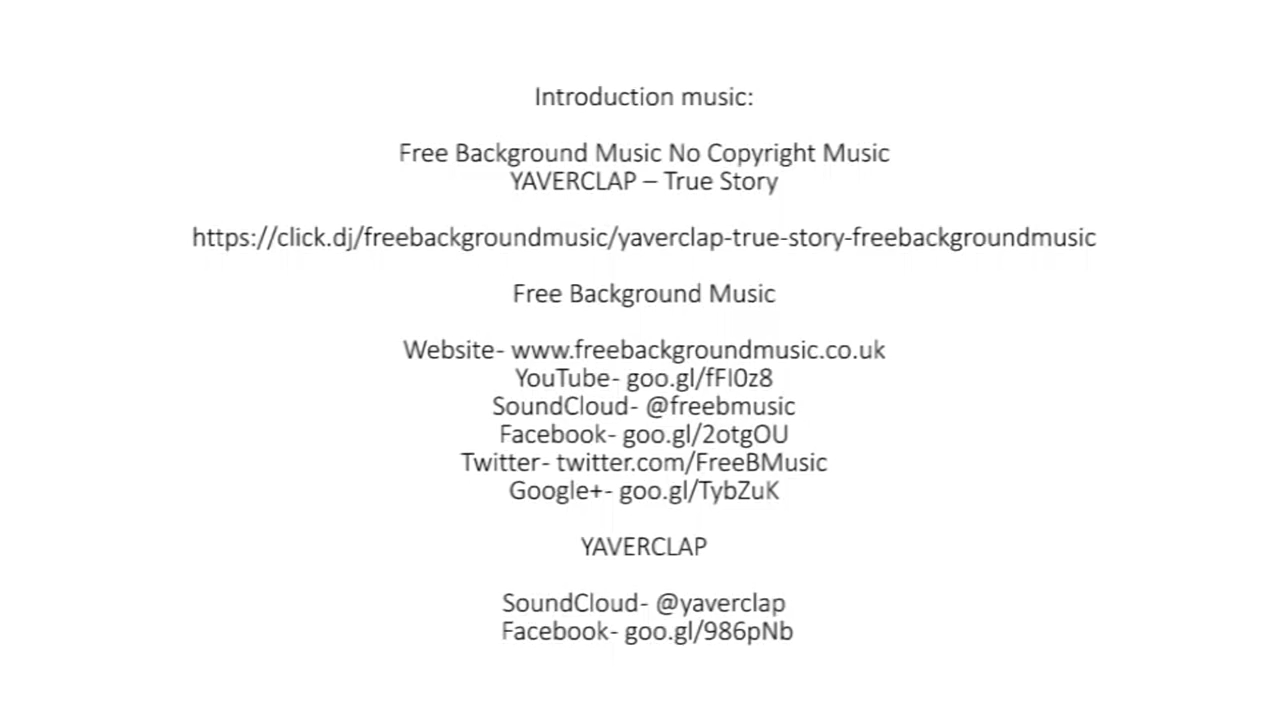 Introduction music:
Free Background Music No Copyright Music
YAVERCLAP – True Story
https://click.dj/freebackgroundmusic/yaverclap-true-story-freebackgroundmusic
Free Background Music
Website- www.freebackgroundmusic.co.uk
YouTube- goo.gl/fFI0z8
SoundCloud- @freebmusic
Facebook- goo.gl/2otgOU
Twitter- twitter.com/FreeBMusic
Google+- goo.gl/TybZuK
YAVERCLAP
SoundCloud- @yaverclap
Facebook- goo.gl/986pNb